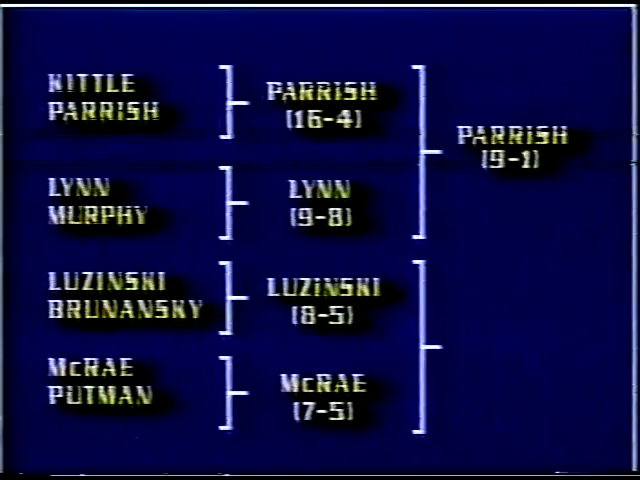 KITTLE
PARRISH
PARRISH
(16-4)
PARRISH
(9-1)
LYNN
MURPHY
LYNN
(9-8)
LUZINSKI
BRUNANSKY
LUZINSKI
(8-5)
McRAE
PUTMAN
McRAE
(7-5)